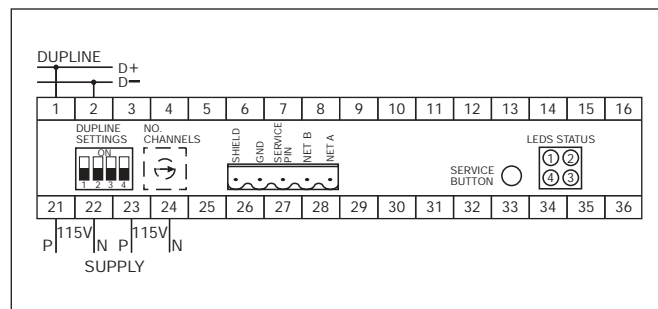 DUPLINE
D+
D−
1 2 3 4 5 6 7 8 9 10 11 12 13 14 15 16
DUPLINE
SETTINGS
ON
1 2 3 4
NO.
CHANNELS
SHIELD
GND
SERVICE
PIN
NET B
NET A
SERVICE
BUTTON
LEDS STATUS
1 2
4 3
21 22 23 24 25 26 27 28 29 30 31 32 33 34 35 36
P 115V N P 115V N
SUPPLY